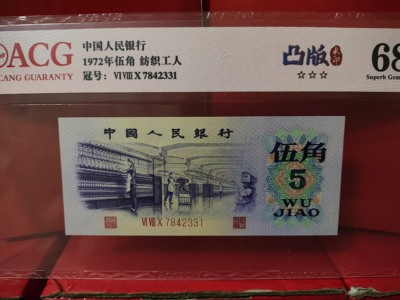 ACG
CANG GUARANTY
中国人民银行
1972年伍角 纺织工人
冠号：VI VIII X 7842331
凸版
☆☆☆
68
Superb Gem
中国人民银行
伍角
5
WU
JIAO
VI VIII X 7842331